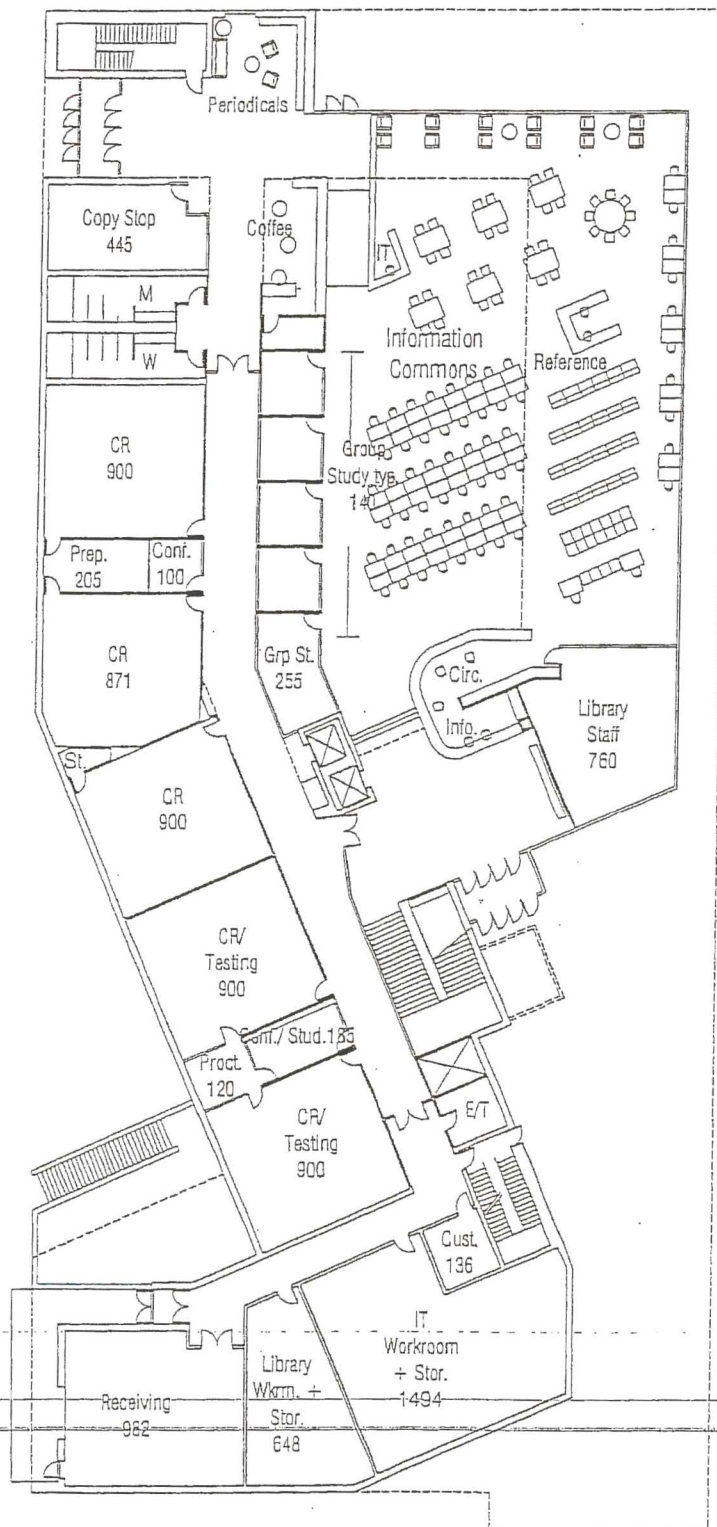 Periodicals
Copy Stop
445
Coffee
M
IT
W
Information
Commons
Reference
CR
900
Group
Study typ.
140
Prep.
205
Conf.
100
CR
871
Grp St.
255
Circ.
Info.
Library
Staff
760
St.
CR
900
CR/
Testing
900
Conf./ Stud.185
Proct.
120
E/T
CR/
Testing
900
Cust.
136
IT
Workroom
+ Stor.
1494
Library
Wkrm. +
Stor.
648
Receiving
982